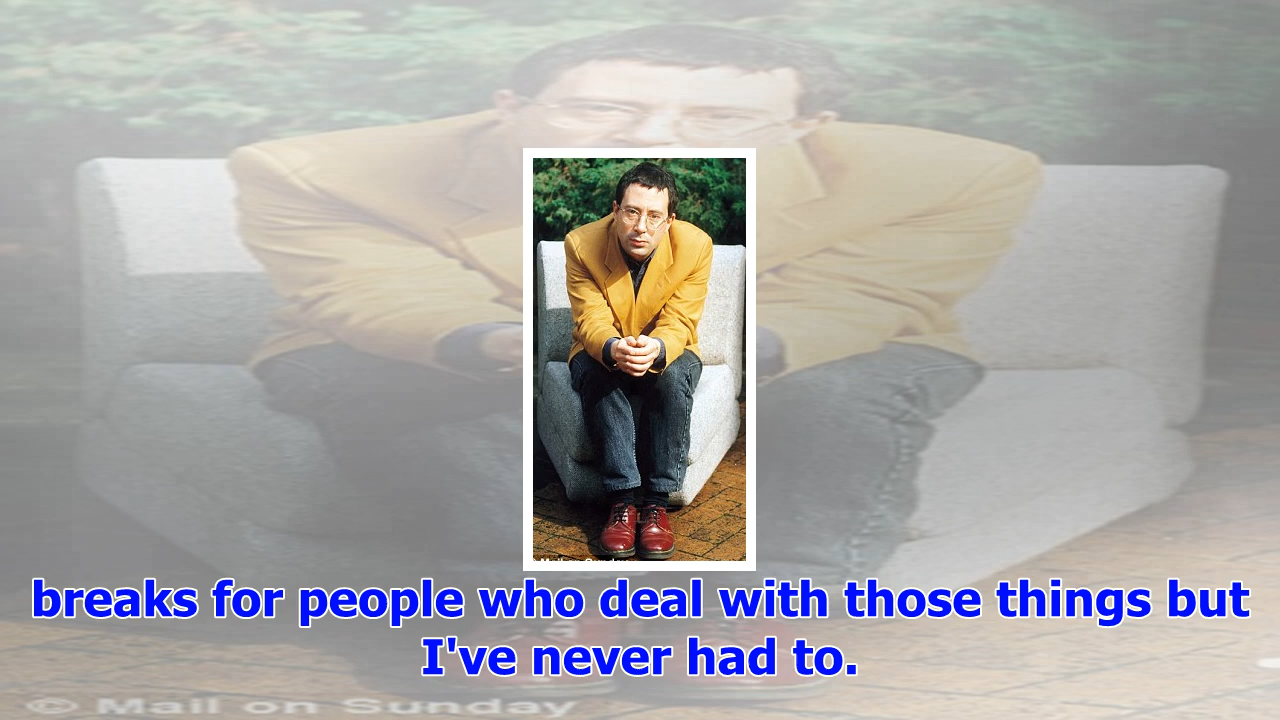 breaks for people who deal with those things but
I've never had to.
© Mail on Sunday